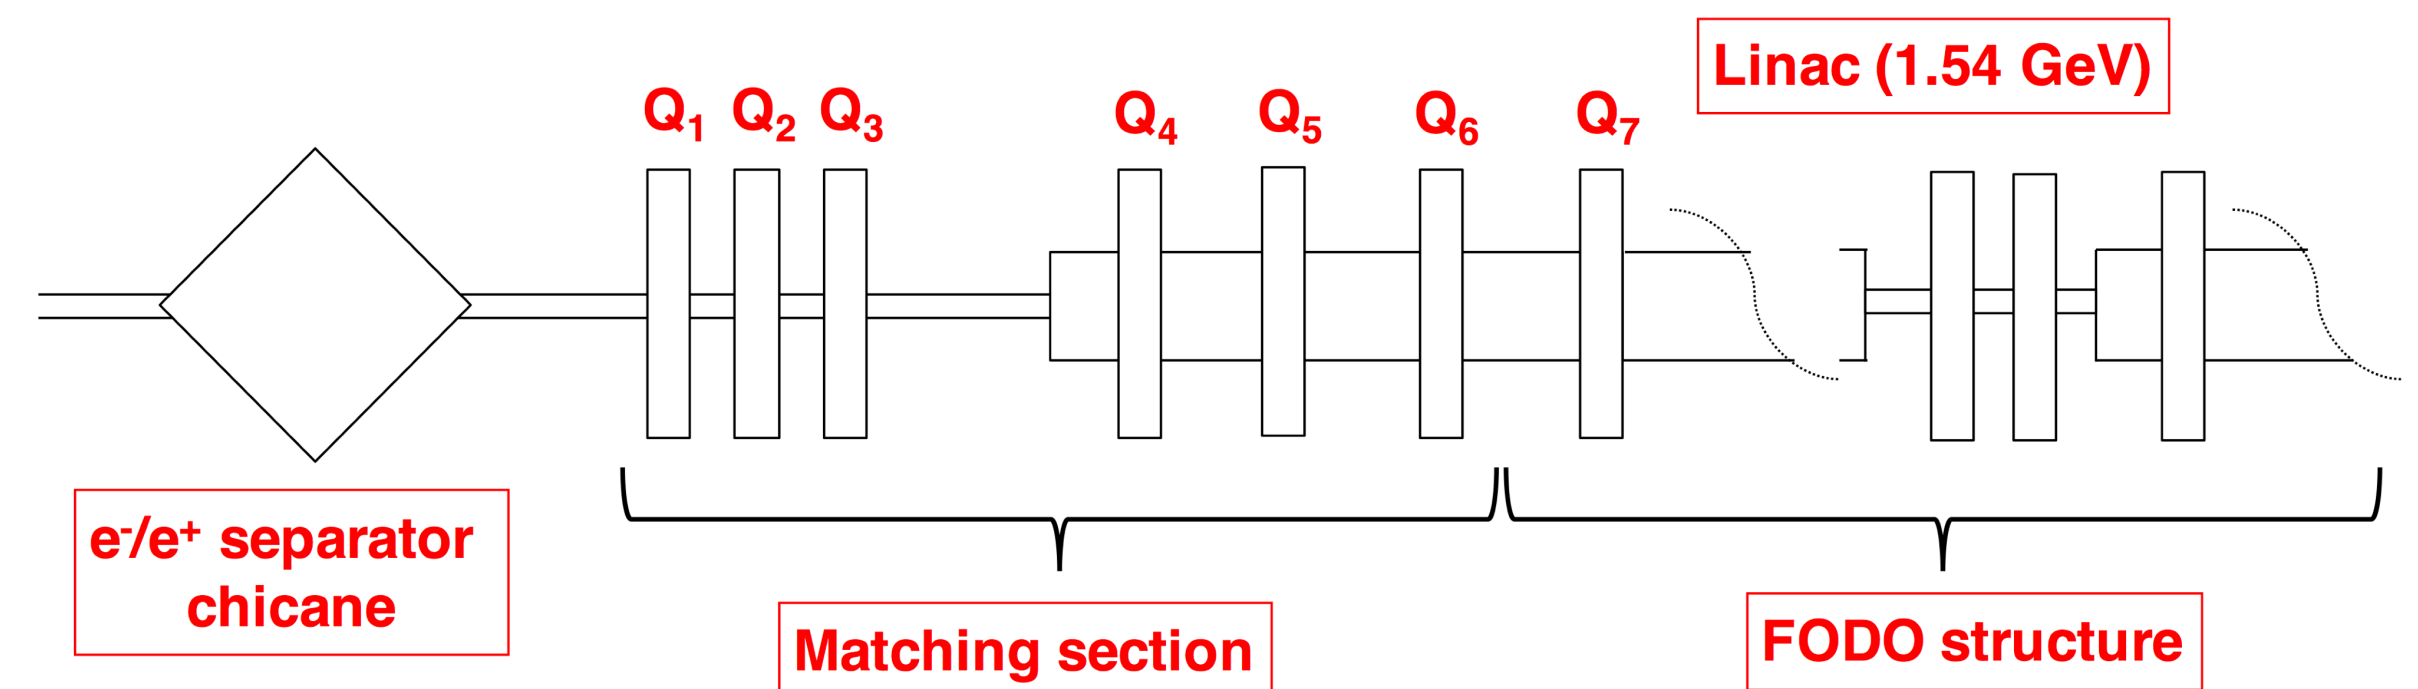 Linac (1.54 GeV)
Q₁ Q₂ Q₃ Q₄ Q₅ Q₆ Q₇
e⁻/e⁺ separator
chicane
Matching section
FODO structure